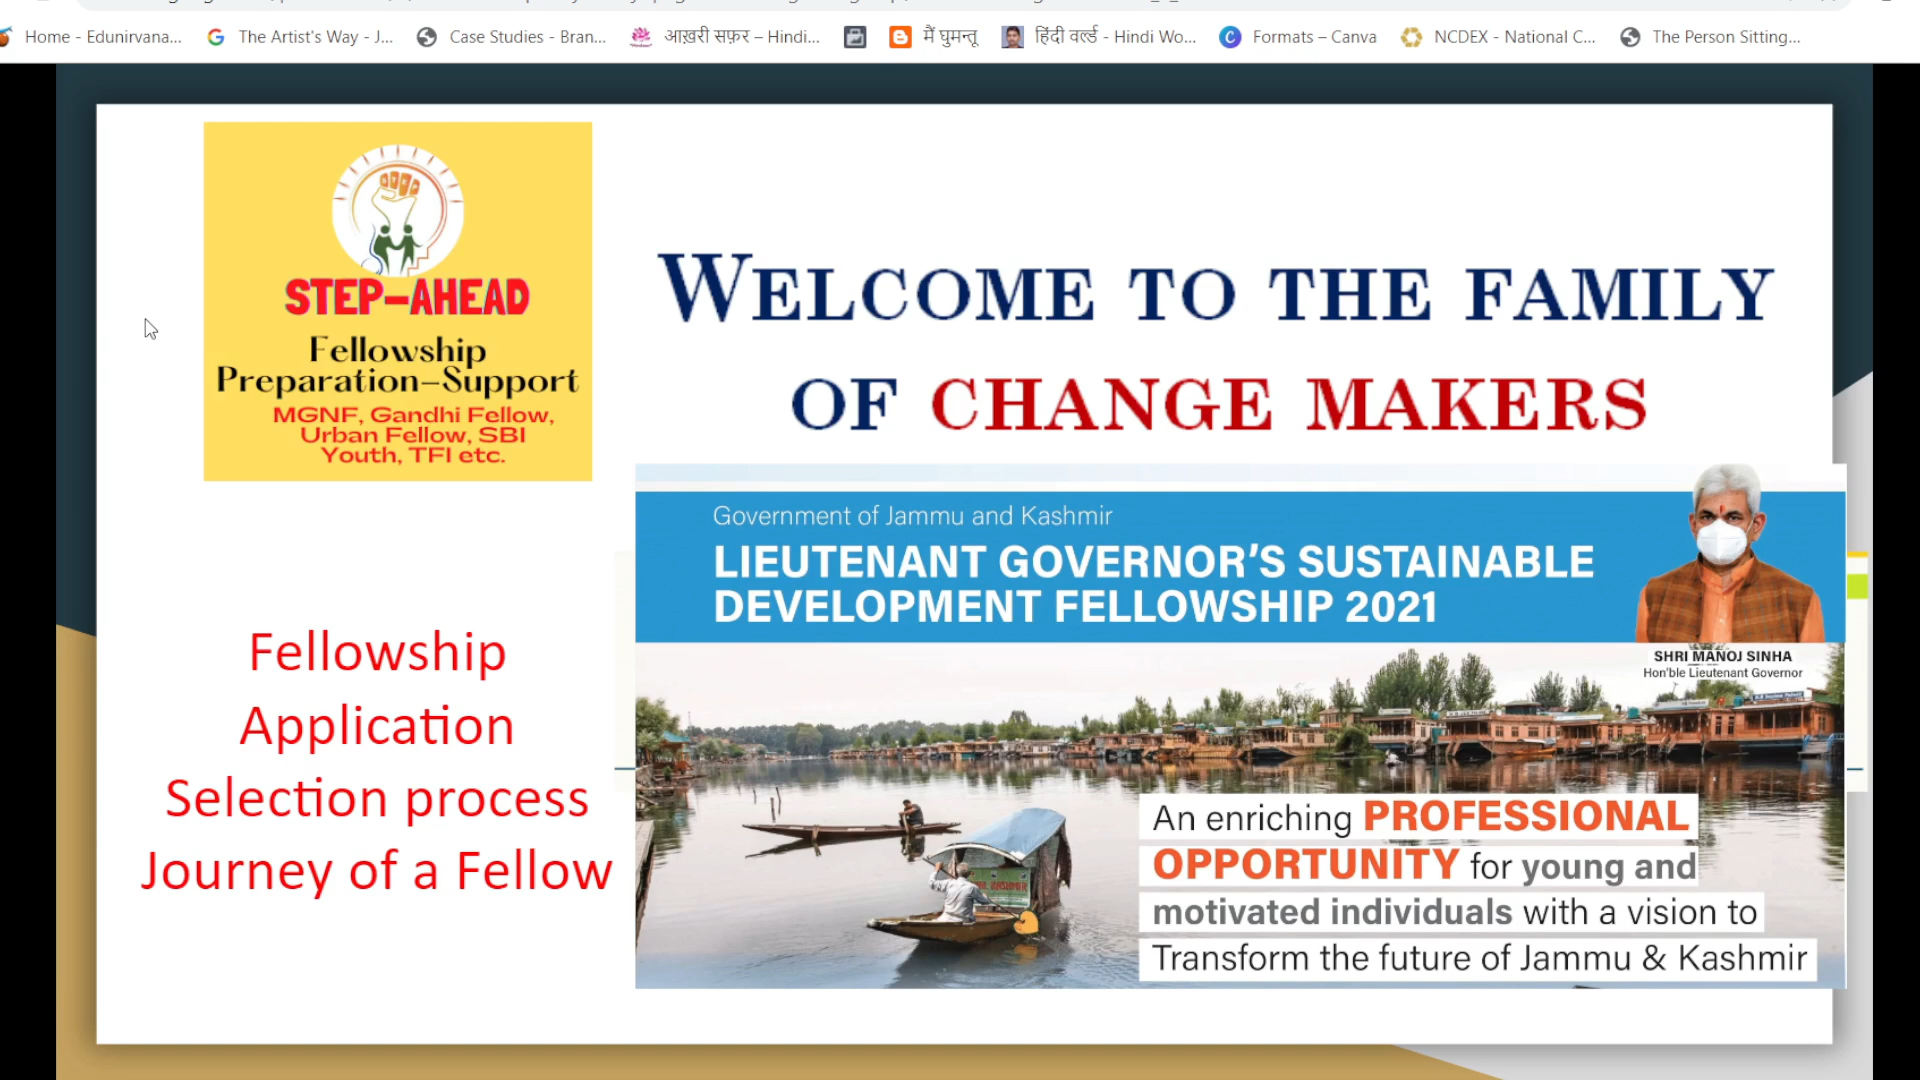 Home - Edunirvana...
The Artist's Way - J...
Case Studies - Bran...
आख़री सफ़र – Hindi...
मैं घुमन्तू
हिंदी वर्ल्ड - Hindi Wo...
Formats – Canva
NCDEX - National C...
The Person Sitting...
STEP
STEP-AHEAD
Fellowship
Preparation-Support
MGNF, Gandhi Fellow,
Urban Fellow, SBI
Youth, TFI etc.
WELCOME TO THE FAMILY
OF CHANGE MAKERS
Government of Jammu and Kashmir
LIEUTENANT GOVERNOR'S SUSTAINABLE
DEVELOPMENT FELLOWSHIP 2021
SHRI MANOJ SINHA
Hon'ble Lieutenant Governor
Fellowship
Application
Selection process
Journey of a Fellow
An enriching PROFESSIONAL
OPPORTUNITY for young and
motivated individuals with a vision to
Transform the future of Jammu & Kashmir